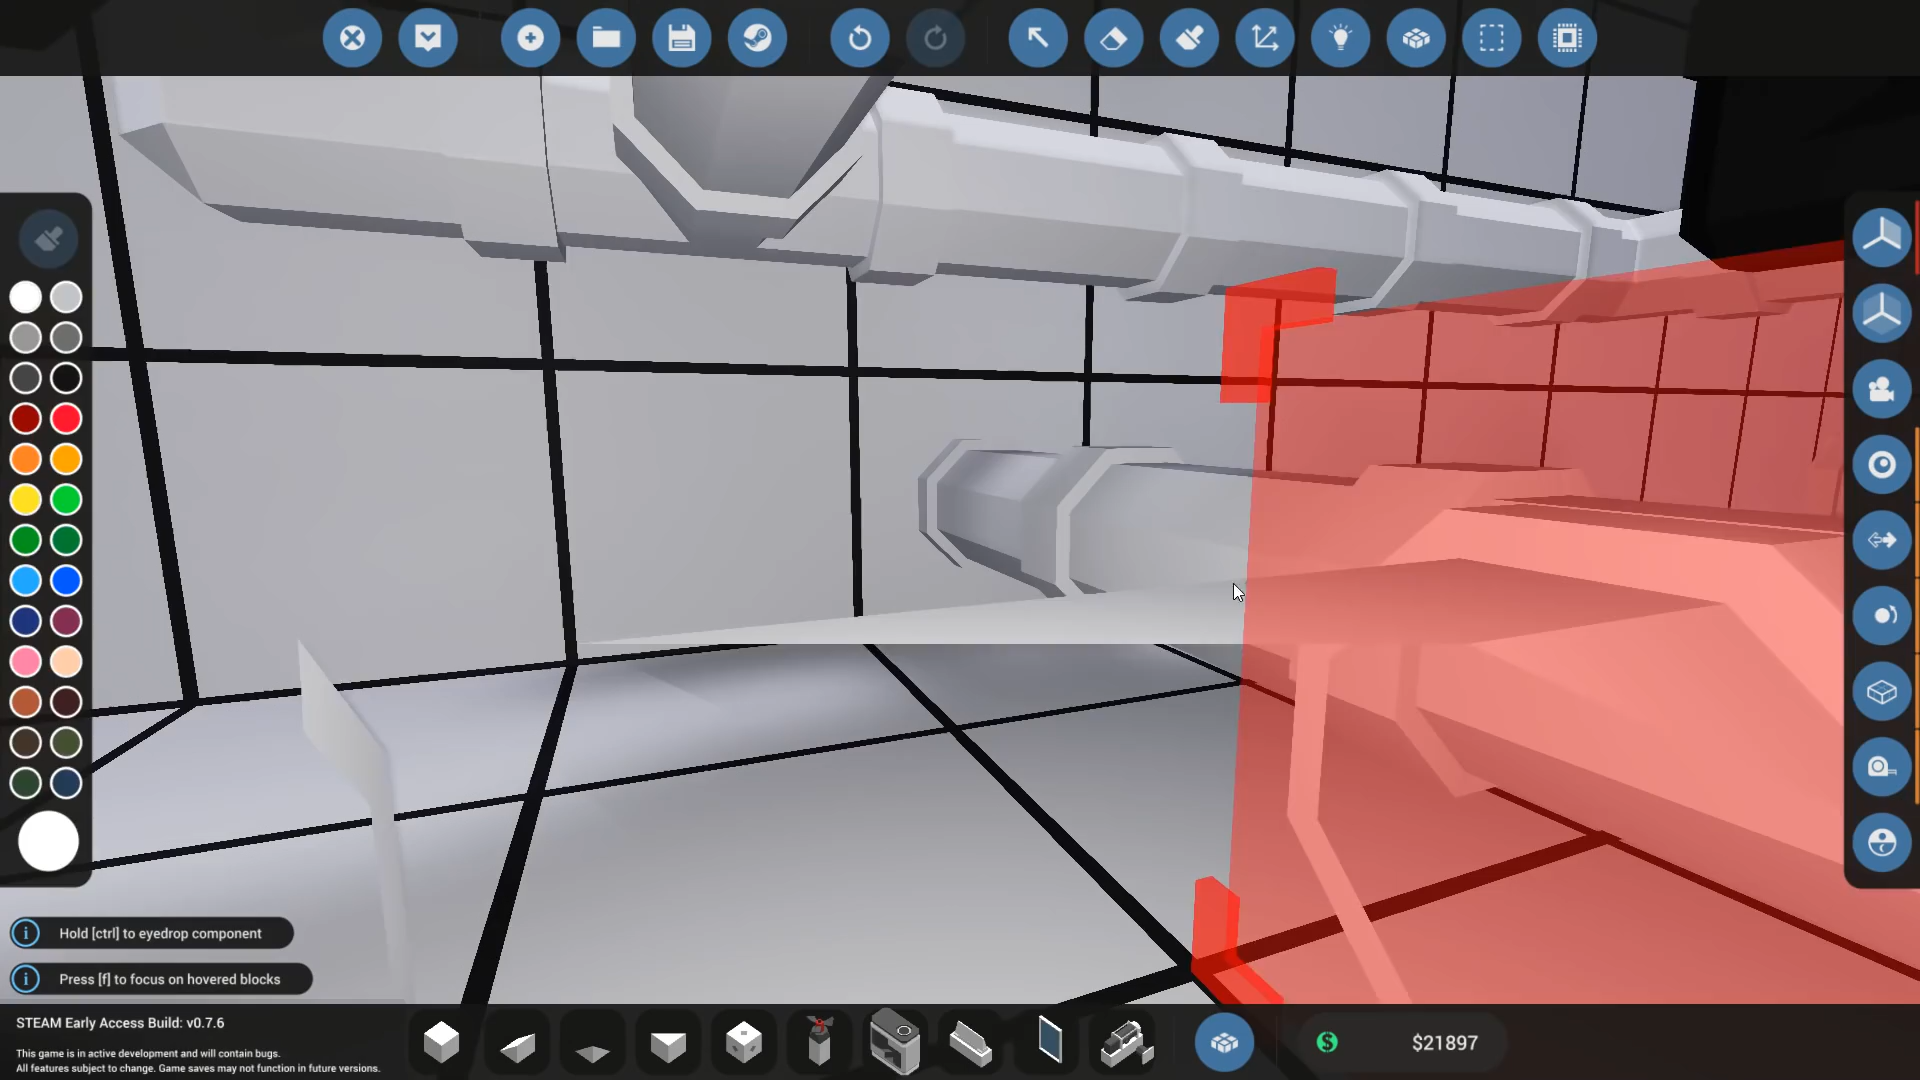 Hold [ctrl] to eyedrop component
Press [f] to focus on hovered blocks
STEAM Early Access Build: v0.7.6
This game is in active development and will contain bugs.
All features subject to change. Game saves may not function in future versions.
$21897